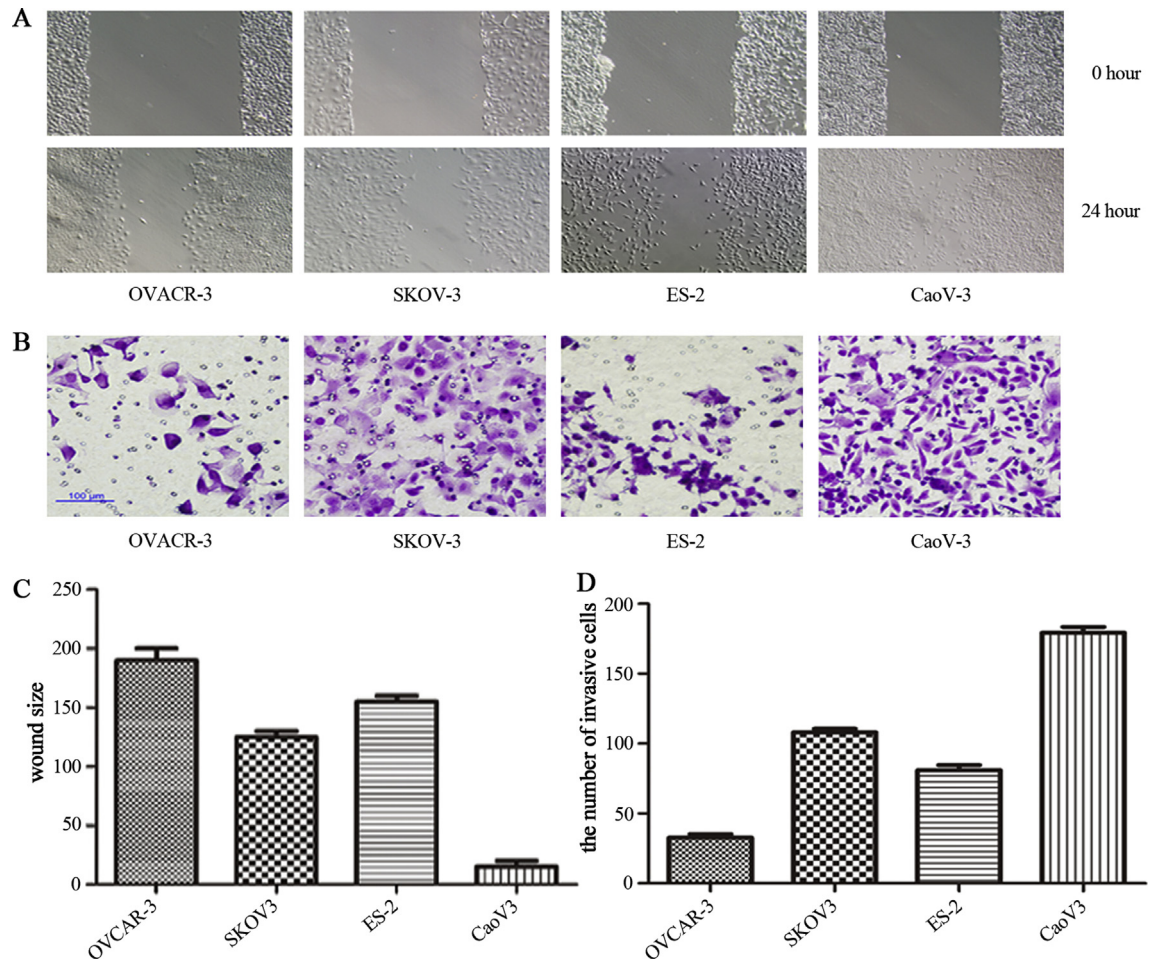 A
0 hour
24 hour
OVACR-3 SKOV-3 ES-2 CaoV-3
B
100 µm
OVACR-3 SKOV-3 ES-2 CaoV-3
C
wound size
250
200
150
100
50
0
OVCAR-3 SKOV3 ES-2 CaoV3
D
the number of invasive cells
200
150
100
50
0
OVCAR-3 SKOV3 ES-2 CaoV3